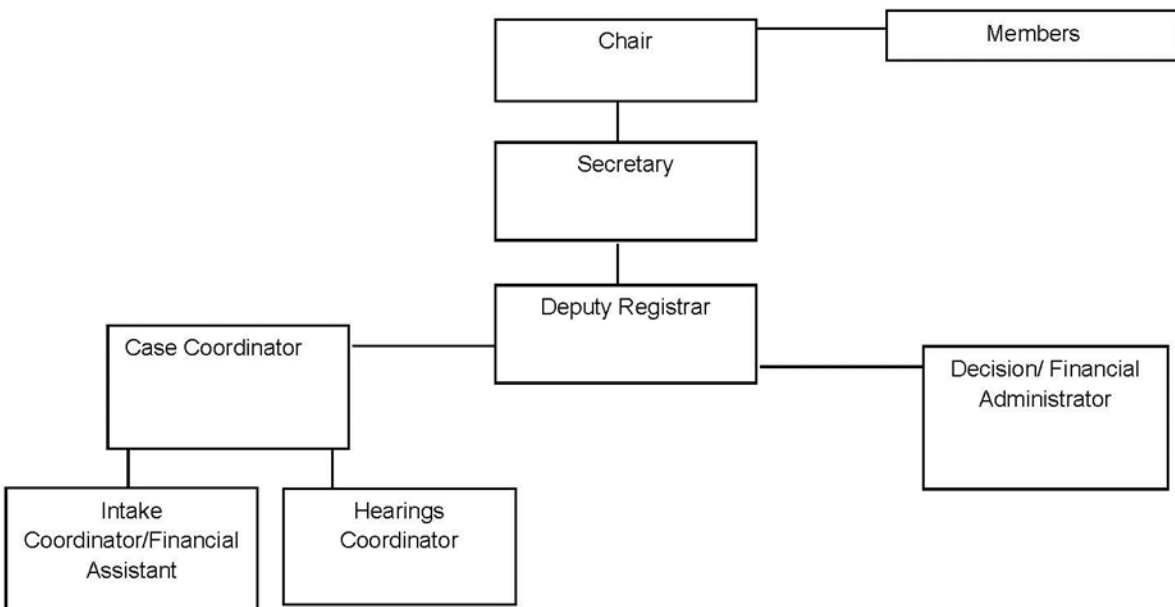 Chair
Members
Secretary
Deputy Registrar
Case Coordinator
Decision/ Financial
Administrator
Intake
Coordinator/Financial
Assistant
Hearings
Coordinator